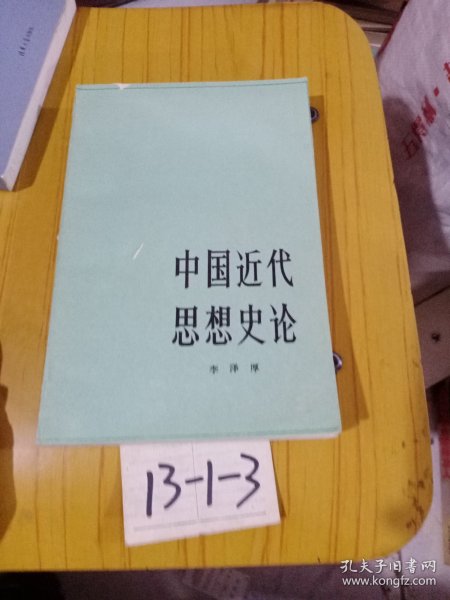 中国近代
思想史论
李泽厚
13-1-3
孔夫子旧书网
www.kongfz.com